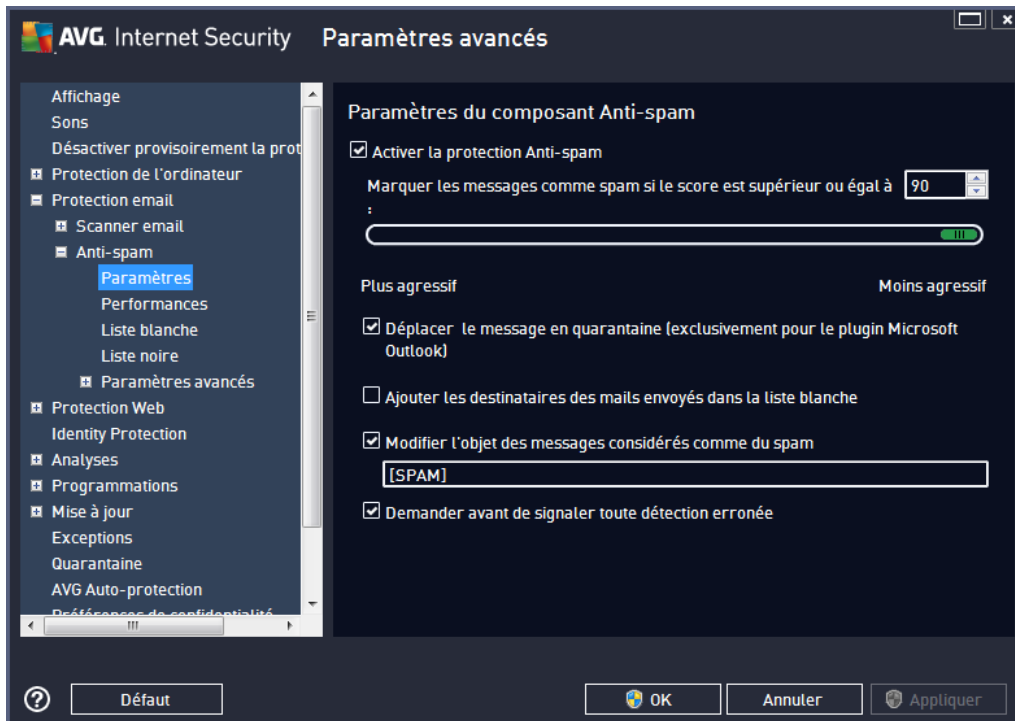 AVG. Internet Security
Paramètres avancés
Affichage
Sons
Désactiver provisoirement la prot
Protection de l'ordinateur
Protection email
Scanner email
Anti-spam
Paramètres
Performances
Liste blanche
Liste noire
Paramètres avancés
Protection Web
Identity Protection
Analyses
Programmations
Mise à jour
Exceptions
Quarantaine
AVG Auto-protection
Préférences de confidentialité
Paramètres du composant Anti-spam
Activer la protection Anti-spam
Marquer les messages comme spam si le score est supérieur ou égal à 90
:
Plus agressif
Moins agressif
Déplacer le message en quarantaine (exclusivement pour le plugin Microsoft
Outlook)
Ajouter les destinataires des mails envoyés dans la liste blanche
Modifier l'objet des messages considérés comme du spam
[SPAM]
Demander avant de signaler toute détection erronée
?
Défaut
OK
Annuler
Appliquer